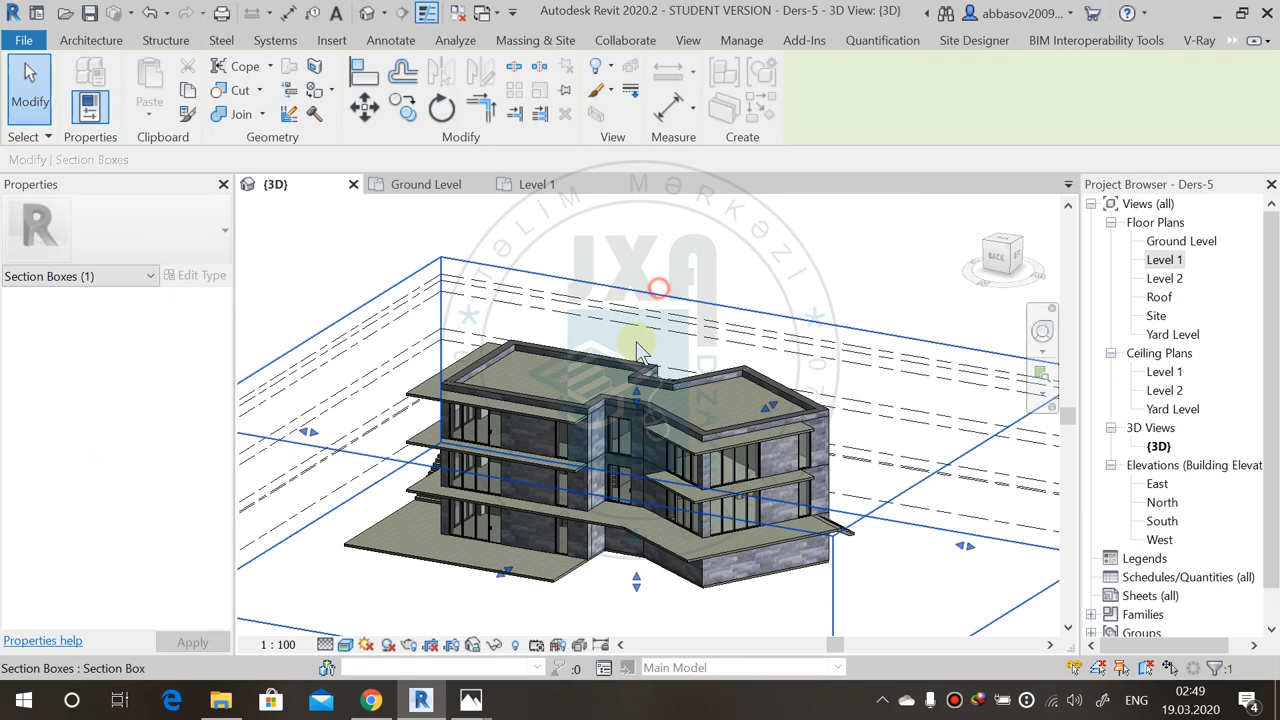 Autodesk Revit 2020.2 - STUDENT VERSION - Ders-5 - 3D View: {3D}
abbasov2009...
File
Architecture
Structure
Steel
Systems
Insert
Annotate
Analyze
Massing & Site
Collaborate
View
Manage
Add-Ins
Quantification
Site Designer
BIM Interoperability Tools
V-Ray
Modify
Paste
Cope
Cut
Join
Select
Properties
Clipboard
Geometry
Modify
View
Measure
Create
Modify | Section Boxes
Properties
{3D}
Ground Level
Level 1
Project Browser - Ders-5
Section Boxes (1)
Edit Type
TƏLİM MƏRKƏZİ
JXA
BACK
Views (all)
Floor Plans
Ground Level
Level 1
Level 2
Roof
Site
Yard Level
Ceiling Plans
Level 1
Level 2
Yard Level
3D Views
{3D}
Elevations (Building Elevat
East
North
South
West
Legends
Schedules/Quantities (all)
Sheets (all)
Families
Groups
Properties help
Apply
1 : 100
Section Boxes : Section Box
:0
Main Model
:1
ENG
02:49
19.03.2020
4